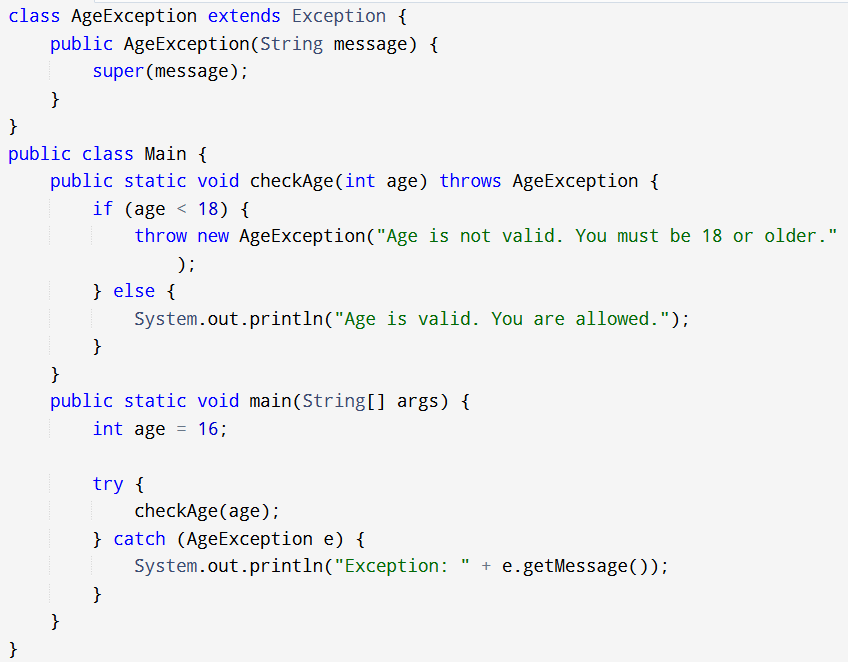 class AgeException extends Exception {
    public AgeException(String message) {
        super(message);
    }
}
public class Main {
    public static void checkAge(int age) throws AgeException {
        if (age < 18) {
            throw new AgeException("Age is not valid. You must be 18 or older."
                );
        } else {
            System.out.println("Age is valid. You are allowed.");
        }
    }
    public static void main(String[] args) {
        int age = 16;

        try {
            checkAge(age);
        } catch (AgeException e) {
            System.out.println("Exception: " + e.getMessage());
        }
    }
}